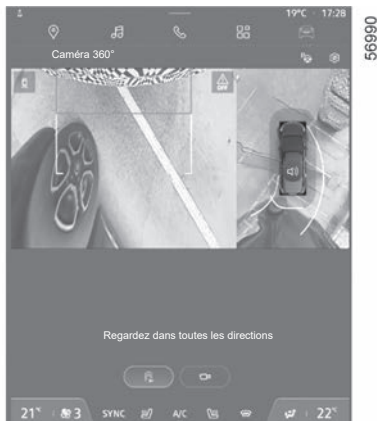 19°C 17:28
56990
Caméra 360°
OFF
Regardez dans toutes les directions
21° 3 SYNC A/C 22°